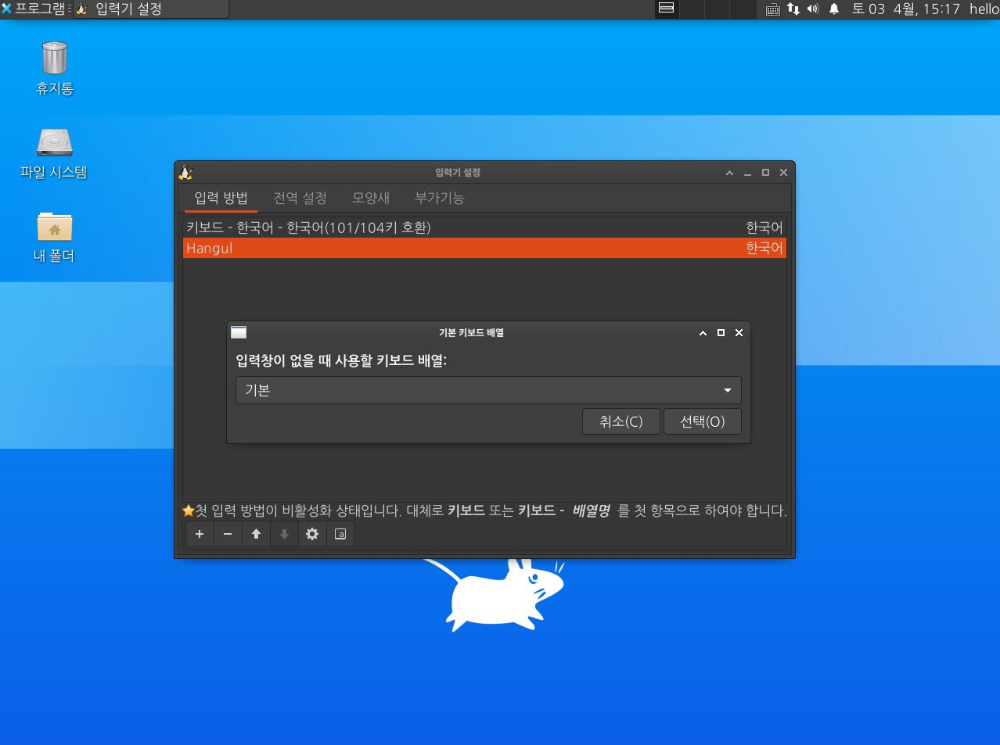 프로그램
입력기 설정
토 03 4월, 15:17
hello
휴지통
파일 시스템
내 폴더
입력기 설정
입력 방법
전역 설정
모양새
부가기능
키보드 - 한국어 - 한국어(101/104키 호환) 한국어
Hangul 한국어
기본 키보드 배열
입력창이 없을 때 사용할 키보드 배열:
기본
취소(C)
선택(O)
첫 입력 방법이 비활성화 상태입니다. 대체로 키보드 또는 키보드 - 배열명 를 첫 항목으로 하여야 합니다.
a